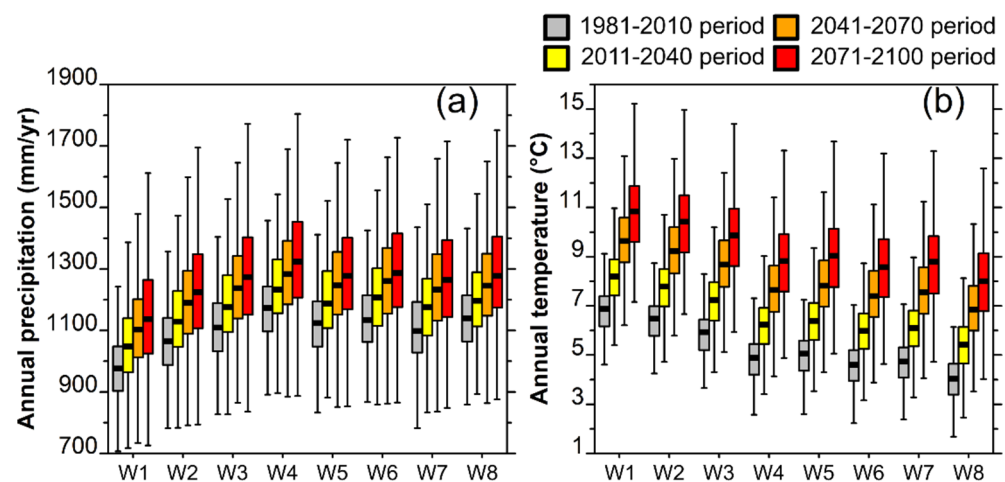 1981-2010 period 2041-2070 period
2011-2040 period 2071-2100 period
(a)
Annual precipitation (mm/yr)
1900
1700
1500
1300
1100
900
700
W1 W2 W3 W4 W5 W6 W7 W8
(b)
Annual temperature (°C)
15
13
11
9
7
5
3
1
W1 W2 W3 W4 W5 W6 W7 W8